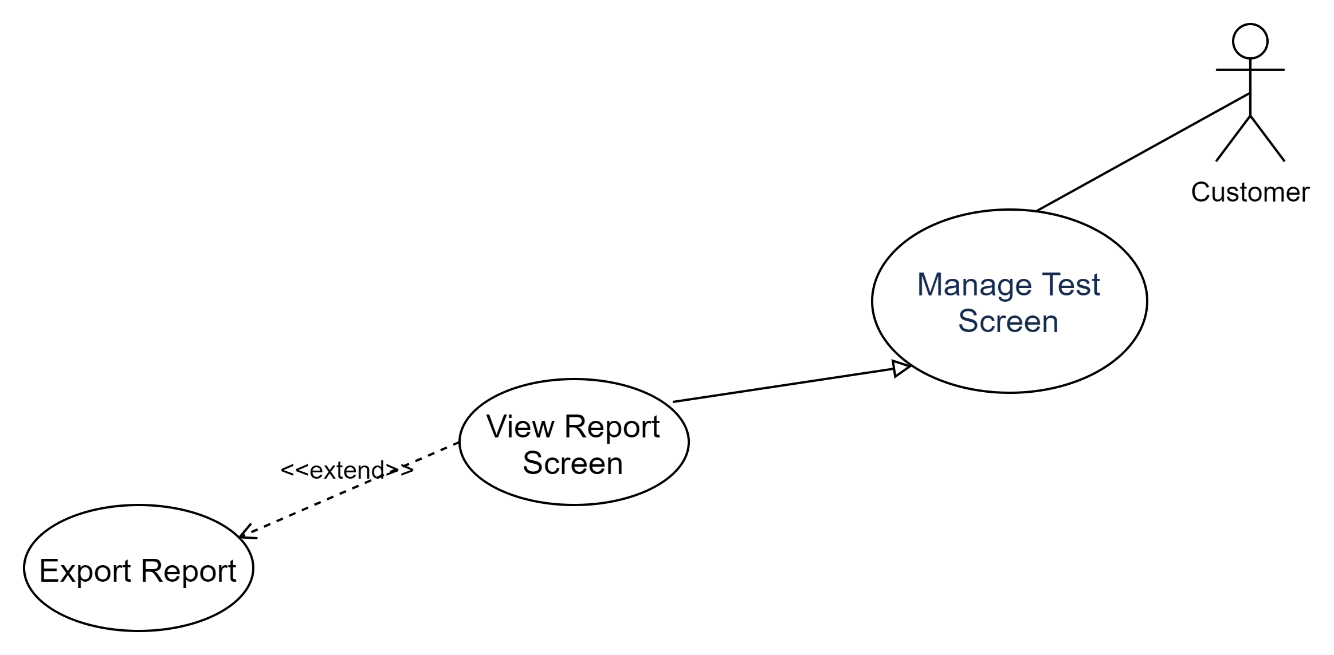 Customer
Manage Test
Screen
View Report
Screen
<<extend>>
Export Report